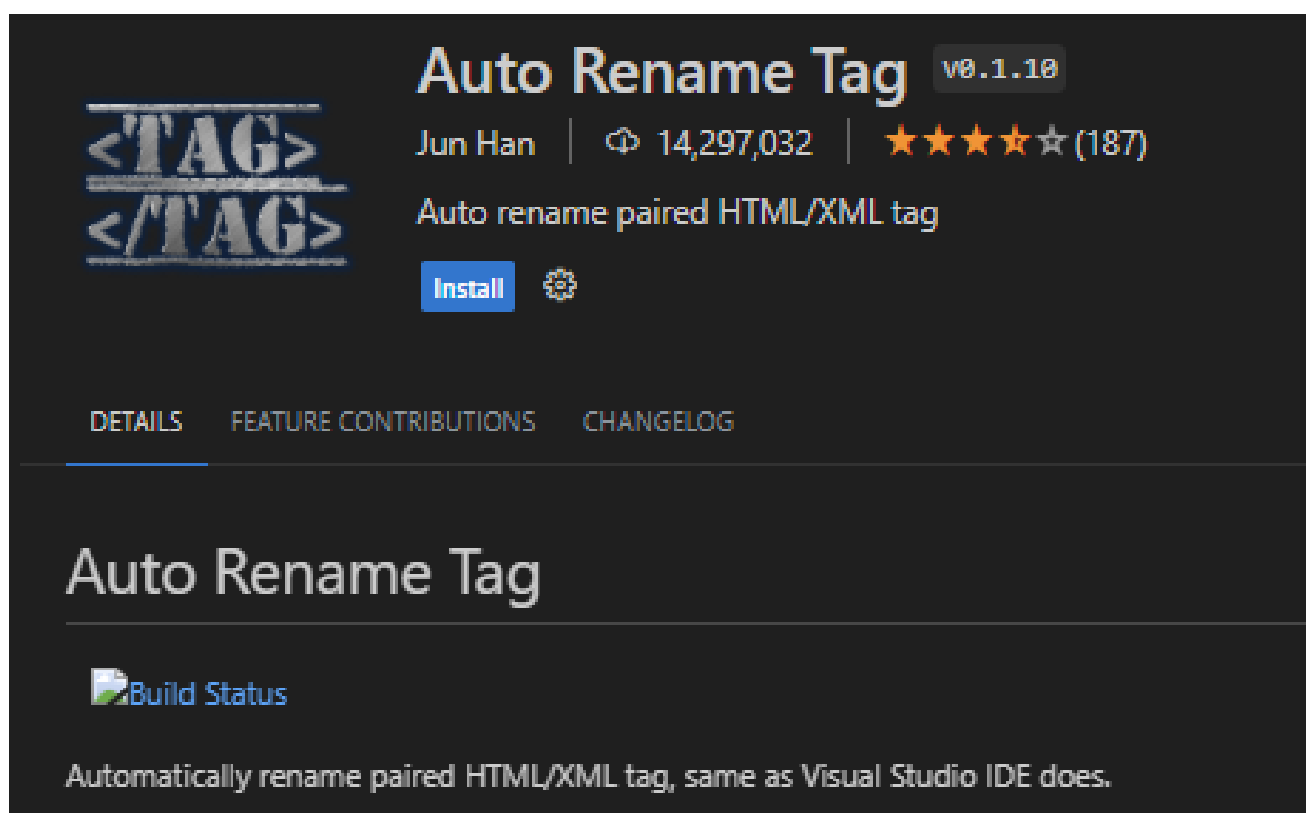 <TAG>
</TAG>
Auto Rename Tag v0.1.10
Jun Han 14,297,032 (187)
Auto rename paired HTML/XML tag
Install
DETAILS FEATURE CONTRIBUTIONS CHANGELOG
Auto Rename Tag
Build Status
Automatically rename paired HTML/XML tag, same as Visual Studio IDE does.